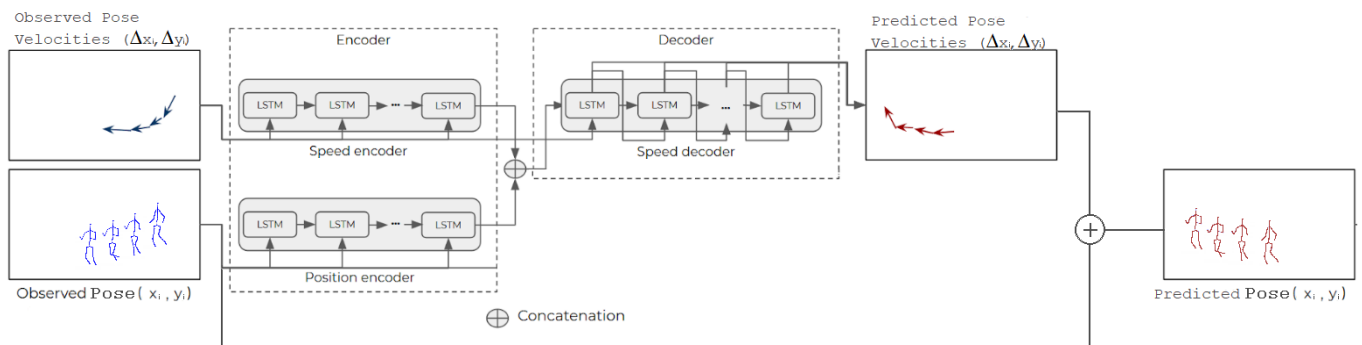 Observed Pose
Velocities (Δxᵢ,Δyᵢ)
Encoder
Decoder
Predicted Pose
Velocities (Δxᵢ,Δyᵢ)
LSTM LSTM ... LSTM
LSTM LSTM ... LSTM
Speed encoder
Speed decoder
+
LSTM LSTM ... LSTM
Position encoder
+
Observed Pose( xᵢ , yᵢ)
Predicted Pose( xᵢ , yᵢ)
Concatenation